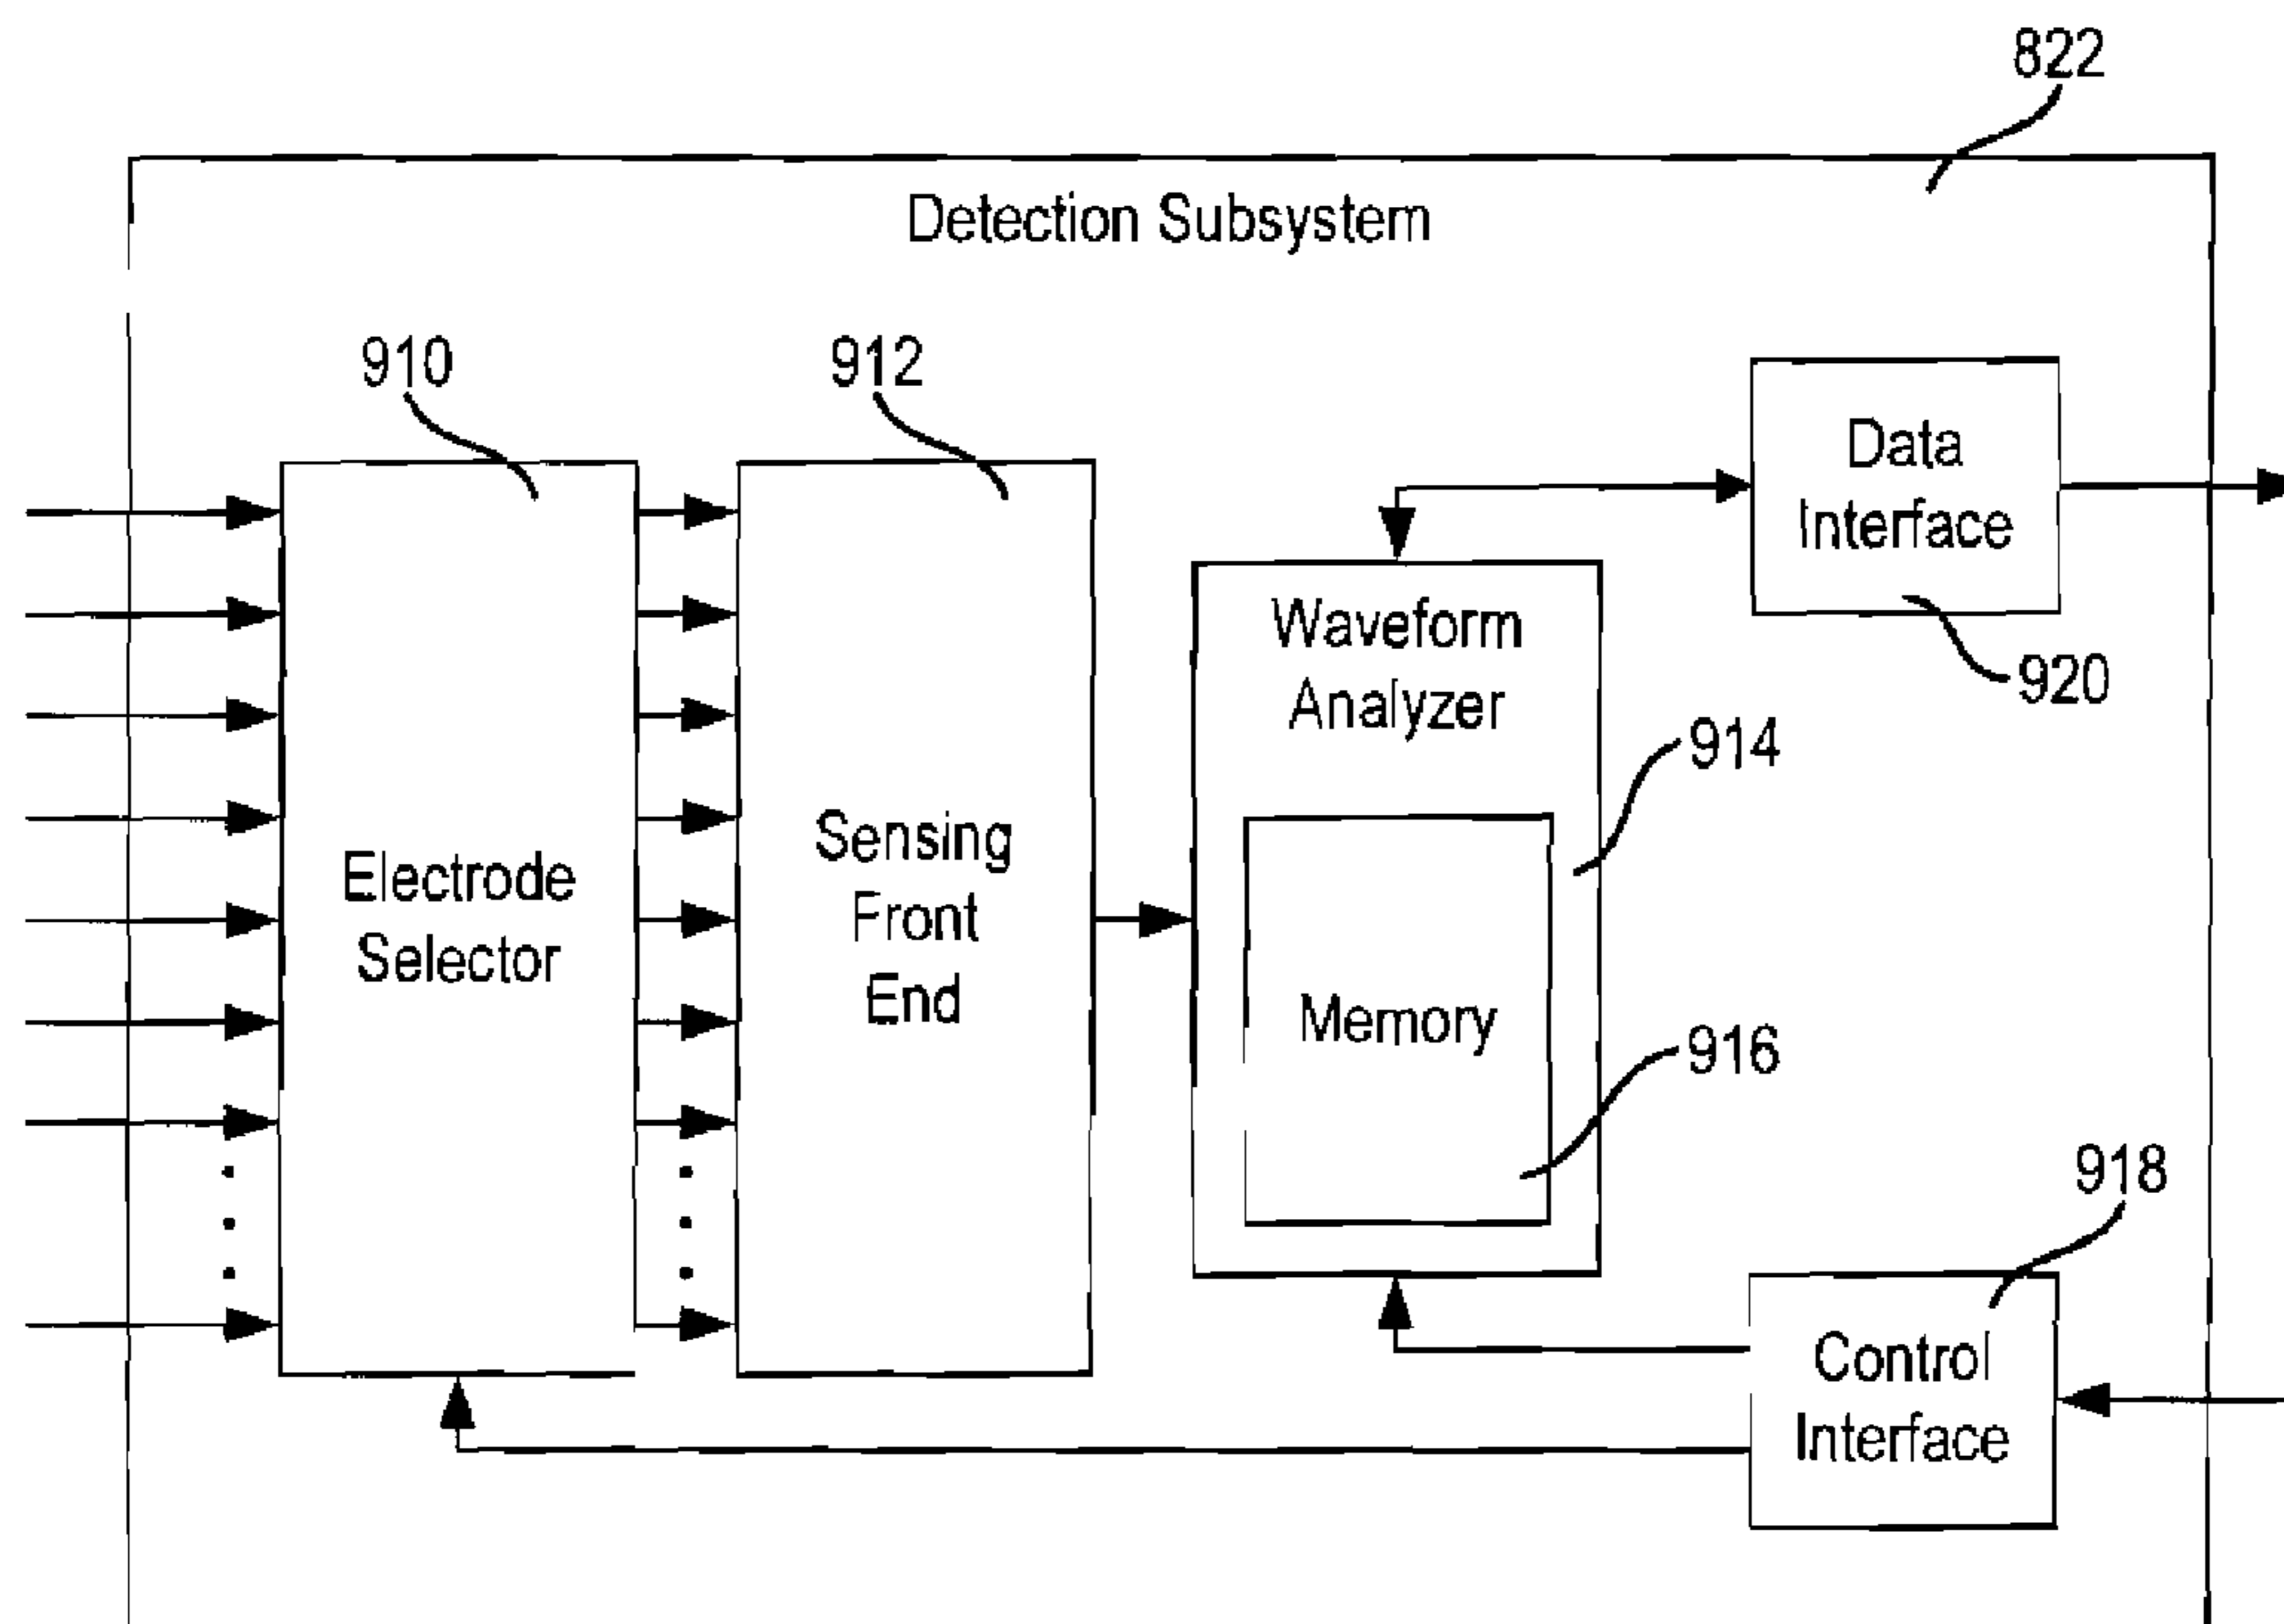 822
Detection Subsystem
910
912
Data
Interface
920
Waveform
Analyzer
914
Electrode
Selector
Sensing
Front
End
Memory
916
918
Control
Interface